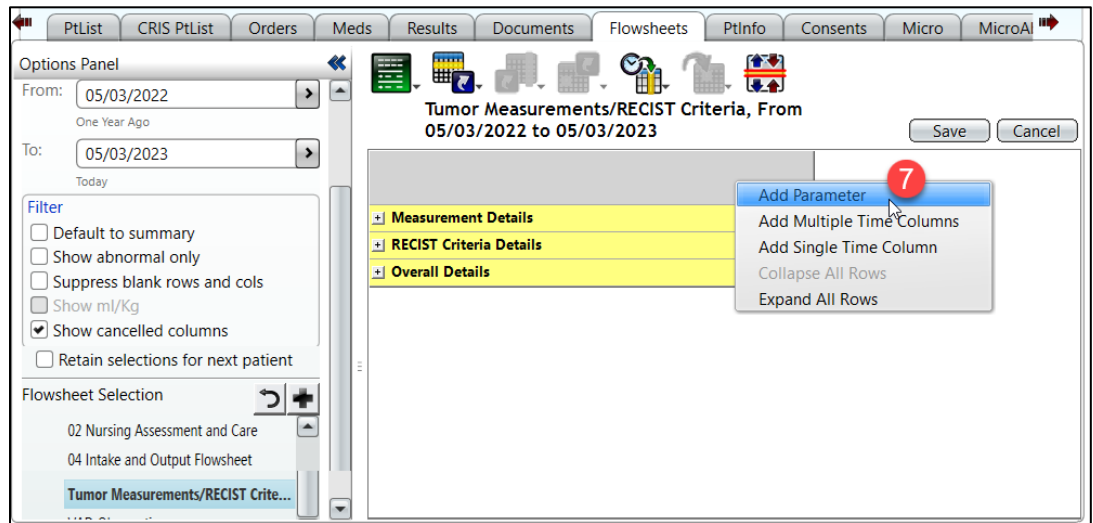 PtList CRIS PtList Orders Meds Results Documents Flowsheets PtInfo Consents Micro
Options Panel
From: 05/03/2022
One Year Ago
To: 05/03/2023
Today
Filter
Default to summary
Show abnormal only
Suppress blank rows and cols
Show ml/Kg
Show cancelled columns
Retain selections for next patient
Flowsheet Selection
02 Nursing Assessment and Care
04 Intake and Output Flowsheet
Tumor Measurements/RECIST Crite...
Tumor Measurements/RECIST Criteria, From
05/03/2022 to 05/03/2023
Save Cancel
7
Measurement Details
RECIST Criteria Details
Overall Details
Add Parameter
Add Multiple Time Columns
Add Single Time Column
Collapse All Rows
Expand All Rows